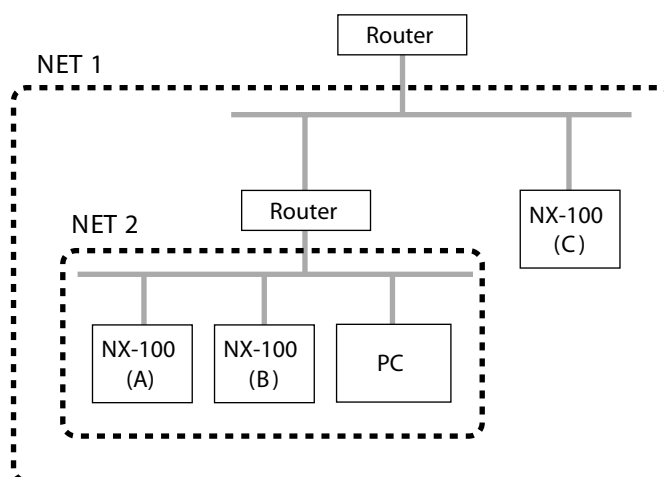 Router
NET 1
Router
NET 2
NX-100
(C)
NX-100
(A)
NX-100
(B)
PC